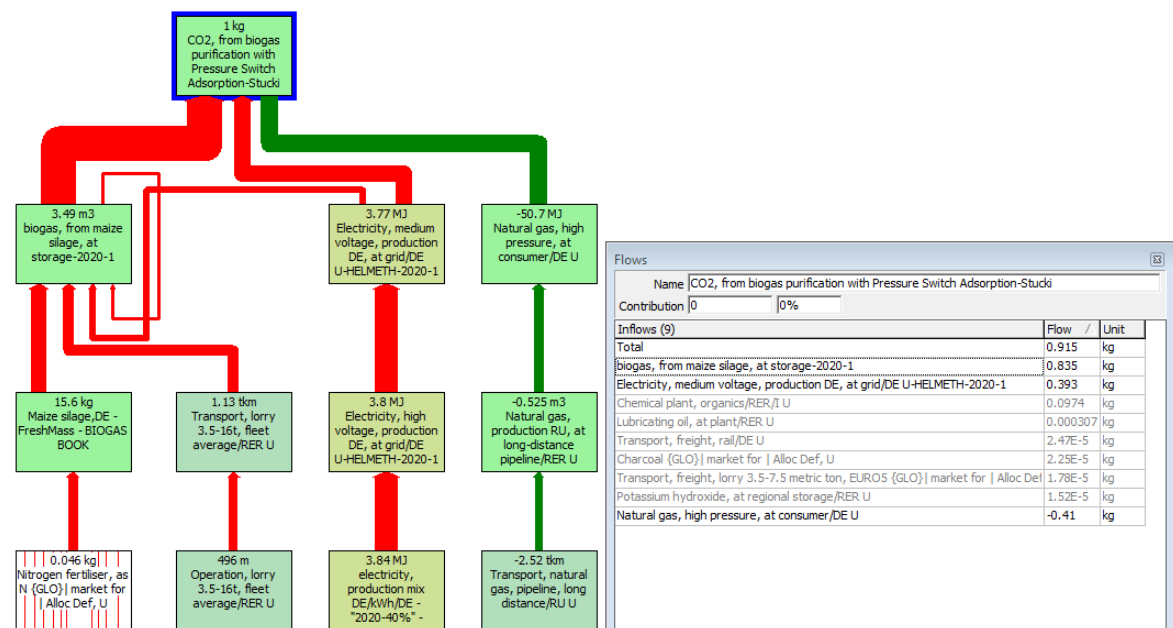 1 kg
CO2, from biogas
purification with
Pressure Switch
Adsorption-Stucki
3.49 m3
biogas, from maize
silage, at
storage-2020-1
3.77 MJ
Electricity, medium
voltage, production
DE, at grid/DE
U-HELMETH-2020-1
-50.7 MJ
Natural gas, high
pressure, at
consumer/DE U
15.6 kg
Maize silage,DE -
FreshMass - BIOGAS
BOOK
1.13 tkm
Transport, lorry
3.5-16t, fleet
average/RER U
3.8 MJ
Electricity, high
voltage, production
DE, at grid/DE
U-HELMETH-2020-1
-0.525 m3
Natural gas,
production RU, at
long-distance
pipeline/RER U
0.046 kg
Nitrogen fertiliser, as
N {GLO}| market for
| Alloc Def, U
496 m
Operation, lorry
3.5-16t, fleet
average/RER U
3.84 MJ
electricity,
production mix
DE/kWh/DE -
"2020-40%" -
-2.52 tkm
Transport, natural
gas, pipeline, long
distance/RU U
Flows
Name CO2, from biogas purification with Pressure Switch Adsorption-Stucki
Contribution 0 0%
Inflows (9) Flow / Unit
Total 0.915 kg
biogas, from maize silage, at storage-2020-1 0.835 kg
Electricity, medium voltage, production DE, at grid/DE U-HELMETH-2020-1 0.393 kg
Chemical plant, organics/RER/I U 0.0974 kg
Lubricating oil, at plant/RER U 0.000307 kg
Transport, freight, rail/DE U 2.47E-5 kg
Charcoal {GLO}| market for | Alloc Def, U 2.25E-5 kg
Transport, freight, lorry 3.5-7.5 metric ton, EURO5 {GLO}| market for | Alloc Def 1.78E-5 kg
Potassium hydroxide, at regional storage/RER U 1.52E-5 kg
Natural gas, high pressure, at consumer/DE U -0.41 kg